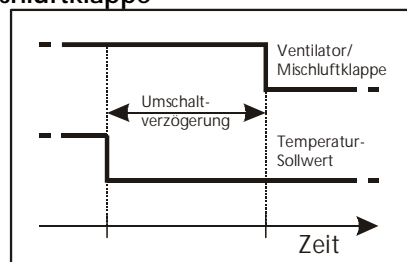 Ventilator/
Mischluftklappe
Umschalt-
verzögerung
Temperatur-
Sollwert
Zeit